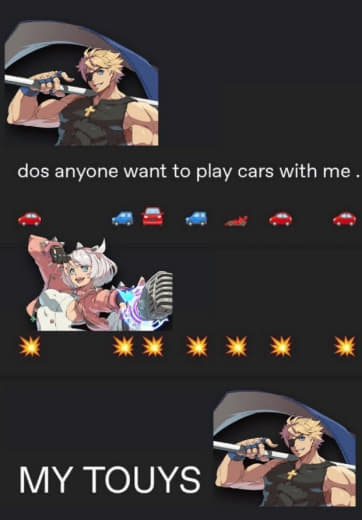 dos anyone want to play cars with me .
🚗 🚙🚘 🚙 🏎️ 🚗 🚗
💥 💥💥 💥 💥 💥 💥
MY TOUYS